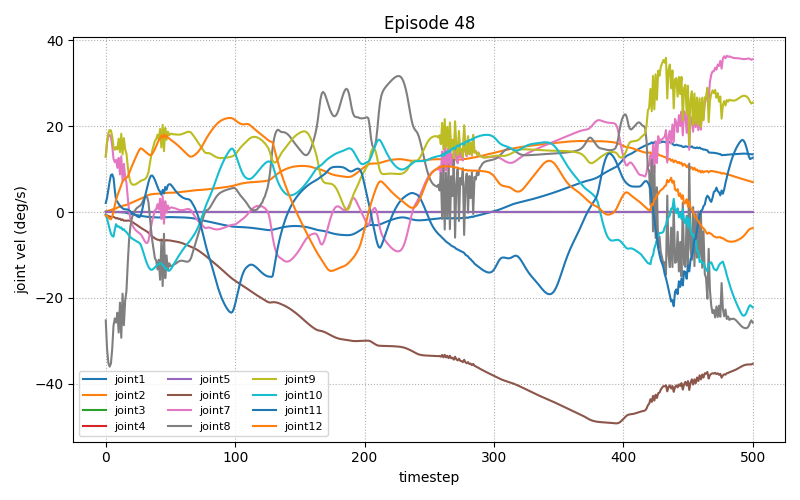 Episode 48
joint vel (deg/s)
40
20
0
−20
−40
joint1 joint5 joint9
joint2 joint6 joint10
joint3 joint7 joint11
joint4 joint8 joint12
0 100 200 300 400 500
timestep